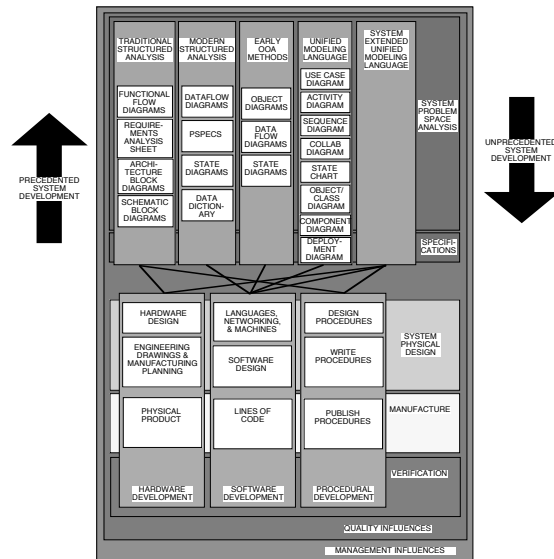 TRADITIONAL
STRUCTURED
ANALYSIS
MODERN
STRUCTURED
ANALYSIS
EARLY
OOA
METHODS
UNIFIED
MODELING
LANGUAGE
SYSTEM
EXTENDED
UNIFIED
MODELING
LANGUAGE
FUNCTIONAL
FLOW
DIAGRAMS
REQUIRE-
MENTS
ANALYSIS
SHEET
ARCHI-
TECTURE
BLOCK
DIAGRAMS
SCHEMATIC
BLOCK
DIAGRAMS
DATAFLOW
DIAGRAMS
PSPECS
STATE
DIAGRAMS
DATA
DICTION-
ARY
OBJECT
DIAGRAMS
DATA
FLOW
DIAGRAMS
STATE
DIAGRAMS
USE CASE
DIAGRAM
ACTIVITY
DIAGRAM
SEQUENCE
DIAGRAM
COLLAB
DIAGRAM
STATE
CHART
OBJECT/
CLASS
DIAGRAM
COMPONENT
DIAGRAM
DEPLOY-
MENT
DIAGRAM
SYSTEM
PROBLEM
SPACE
ANALYSIS
SPECIFI-
CATIONS
PRECEDENTED
SYSTEM
DEVELOPMENT
UNPRECEDENTED
SYSTEM
DEVELOPMENT
HARDWARE
DESIGN
ENGINEERING
DRAWINGS &
MANUFACTURING
PLANNING
PHYSICAL
PRODUCT
HARDWARE
DEVELOPMENT
LANGUAGES,
NETWORKING,
& MACHINES
SOFTWARE
DESIGN
LINES OF
CODE
SOFTWARE
DEVELOPMENT
DESIGN
PROCEDURES
WRITE
PROCEDURES
PUBLISH
PROCEDURES
PROCEDURAL
DEVELOPMENT
SYSTEM
PHYSICAL
DESIGN
MANUFACTURE
VERIFICATION
QUALITY INFLUENCES
MANAGEMENT INFLUENCES